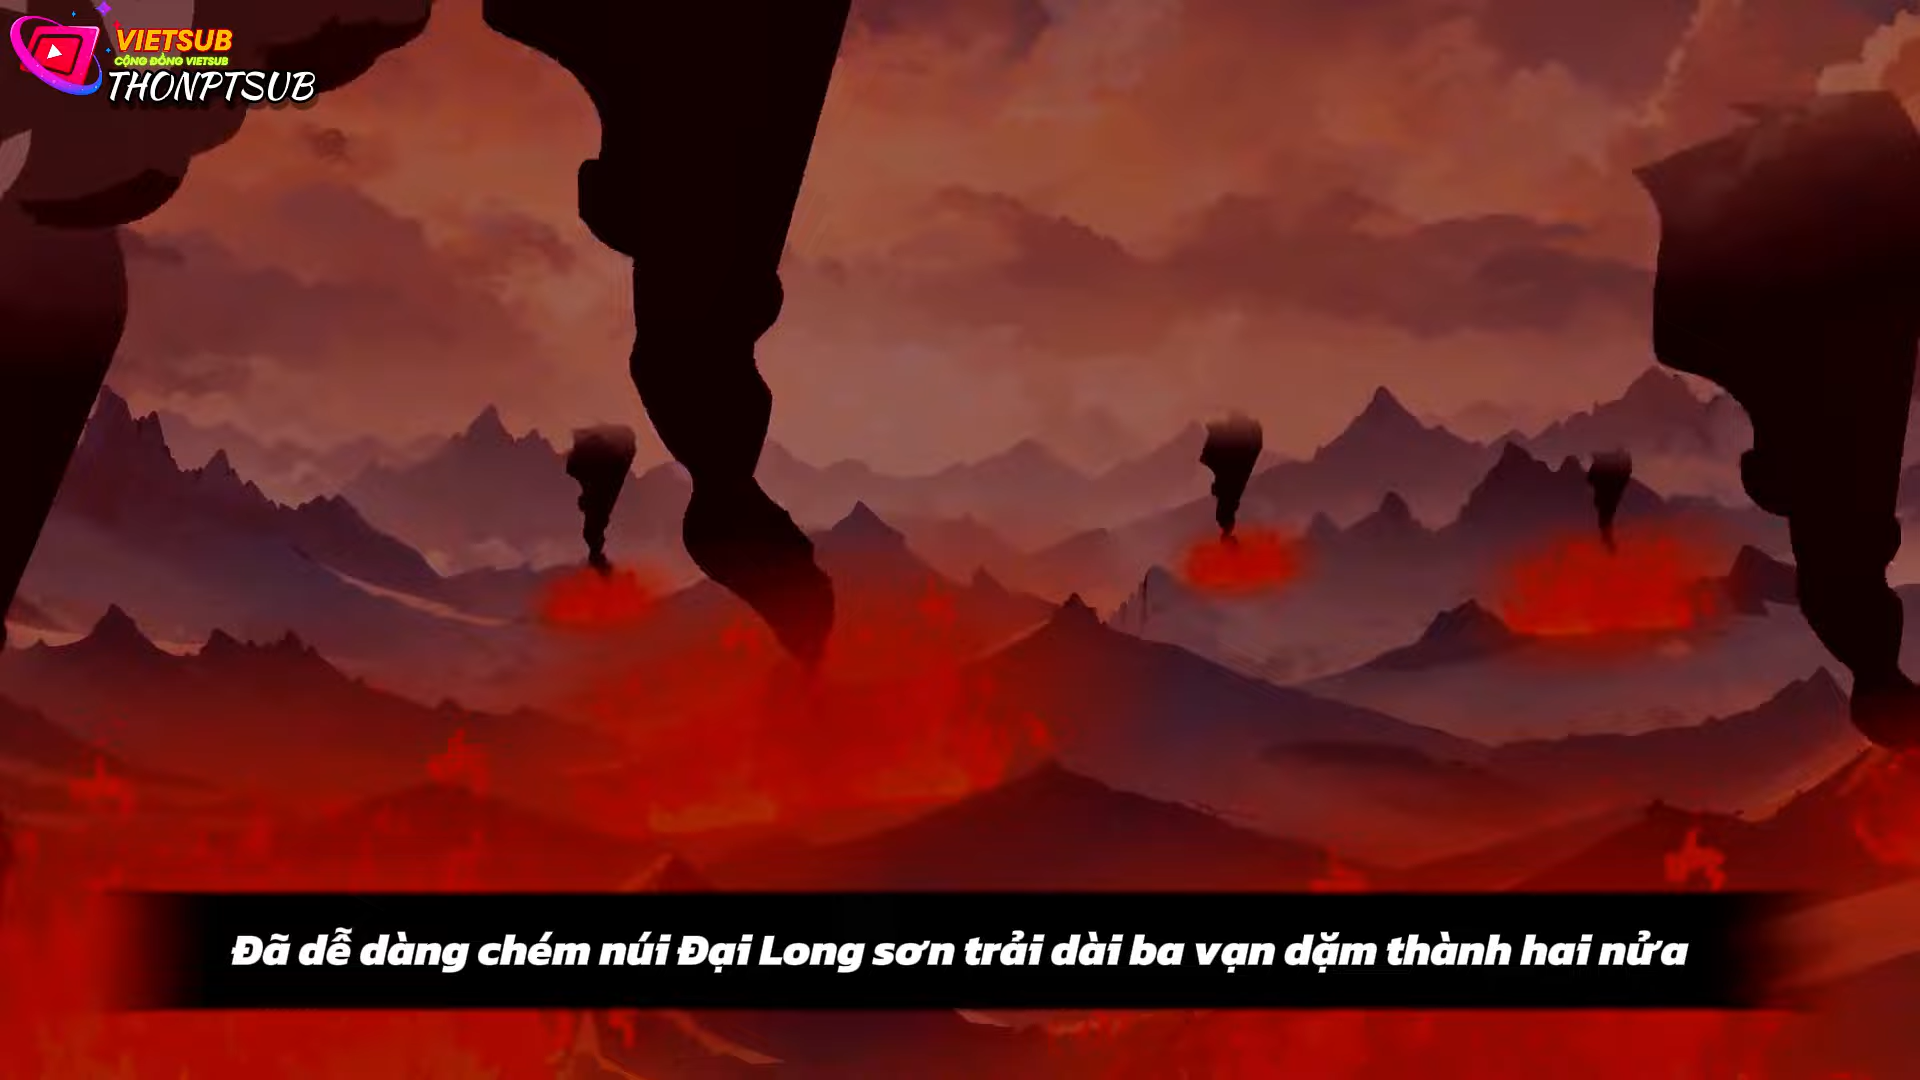 VIETSUB
CỘNG ĐỒNG VIETSUB
THONPTSUB
Đã dễ dàng chém núi Đại Long sơn trải dài ba vạn dặm thành hai nửa